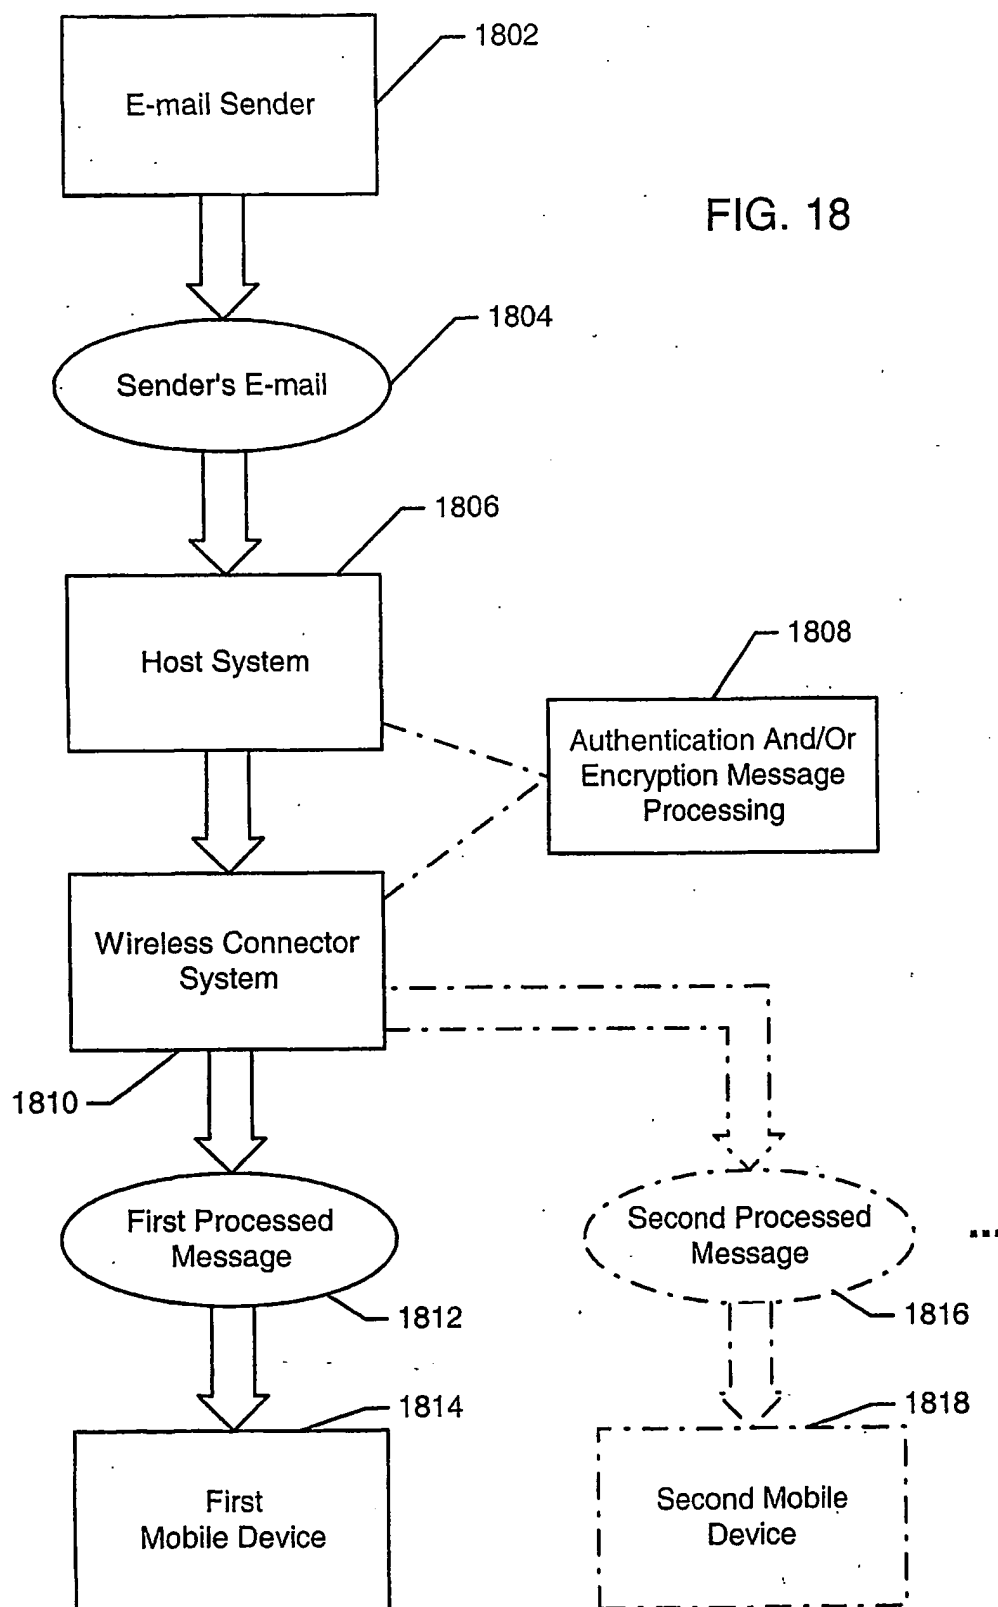 1802
E-mail Sender
FIG. 18
1804
Sender's E-mail
1806
Host System
1808
Authentication And/Or
Encryption Message
Processing
Wireless Connector
System
1810
First Processed
Message
1812
Second Processed
Message
1816
1814
First
Mobile Device
1818
Second Mobile
Device